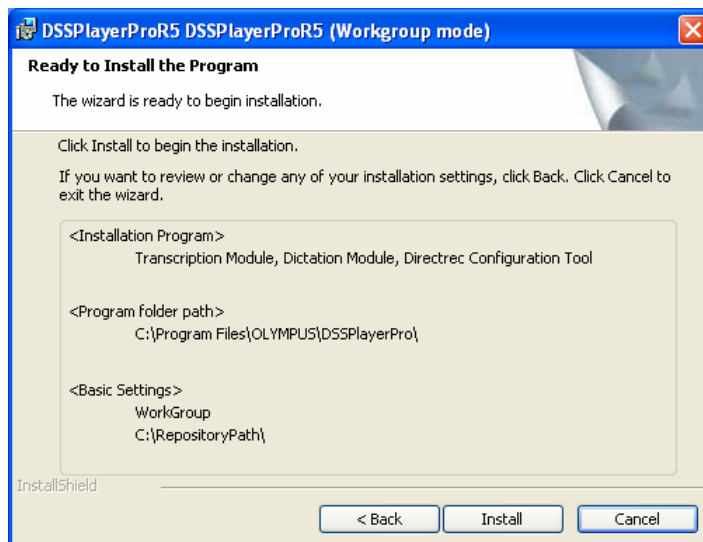 DSSPlayerProR5 DSSPlayerProR5 (Workgroup mode)
Ready to Install the Program
The wizard is ready to begin installation.
Click Install to begin the installation.
If you want to review or change any of your installation settings, click Back. Click Cancel to
exit the wizard.
<Installation Program>
Transcription Module, Dictation Module, Directrec Configuration Tool
<Program folder path>
C:\Program Files\OLYMPUS\DSSPlayerPro\
<Basic Settings>
WorkGroup
C:\RepositoryPath\
InstallShield
< Back
Install
Cancel